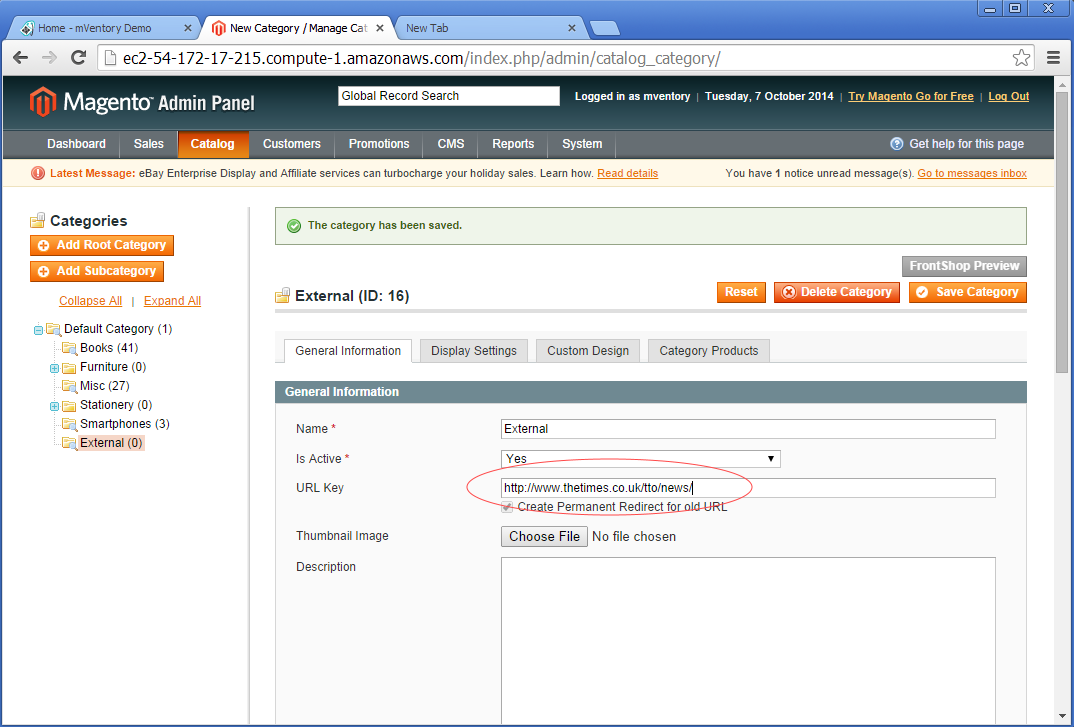 Home - mVentory Demo
New Category / Manage Cat
New Tab
ec2-54-172-17-215.compute-1.amazonaws.com/index.php/admin/catalog_category/
Magento™ Admin Panel
Global Record Search
Logged in as mventory | Tuesday, 7 October 2014 | Try Magento Go for Free | Log Out
Dashboard Sales Catalog Customers Promotions CMS Reports System
Get help for this page
Latest Message: eBay Enterprise Display and Affiliate services can turbocharge your holiday sales. Learn how. Read details
You have 1 notice unread message(s). Go to messages inbox
Categories
Add Root Category
Add Subcategory
Collapse All | Expand All
Default Category (1)
Books (41)
Furniture (0)
Misc (27)
Stationery (0)
Smartphones (3)
External (0)
The category has been saved.
FrontShop Preview
External (ID: 16)
Reset
Delete Category
Save Category
General Information
Display Settings
Custom Design
Category Products
General Information
Name *
External
Is Active *
Yes
URL Key
http://www.thetimes.co.uk/tto/news/
Create Permanent Redirect for old URL
Thumbnail Image
Choose File No file chosen
Description